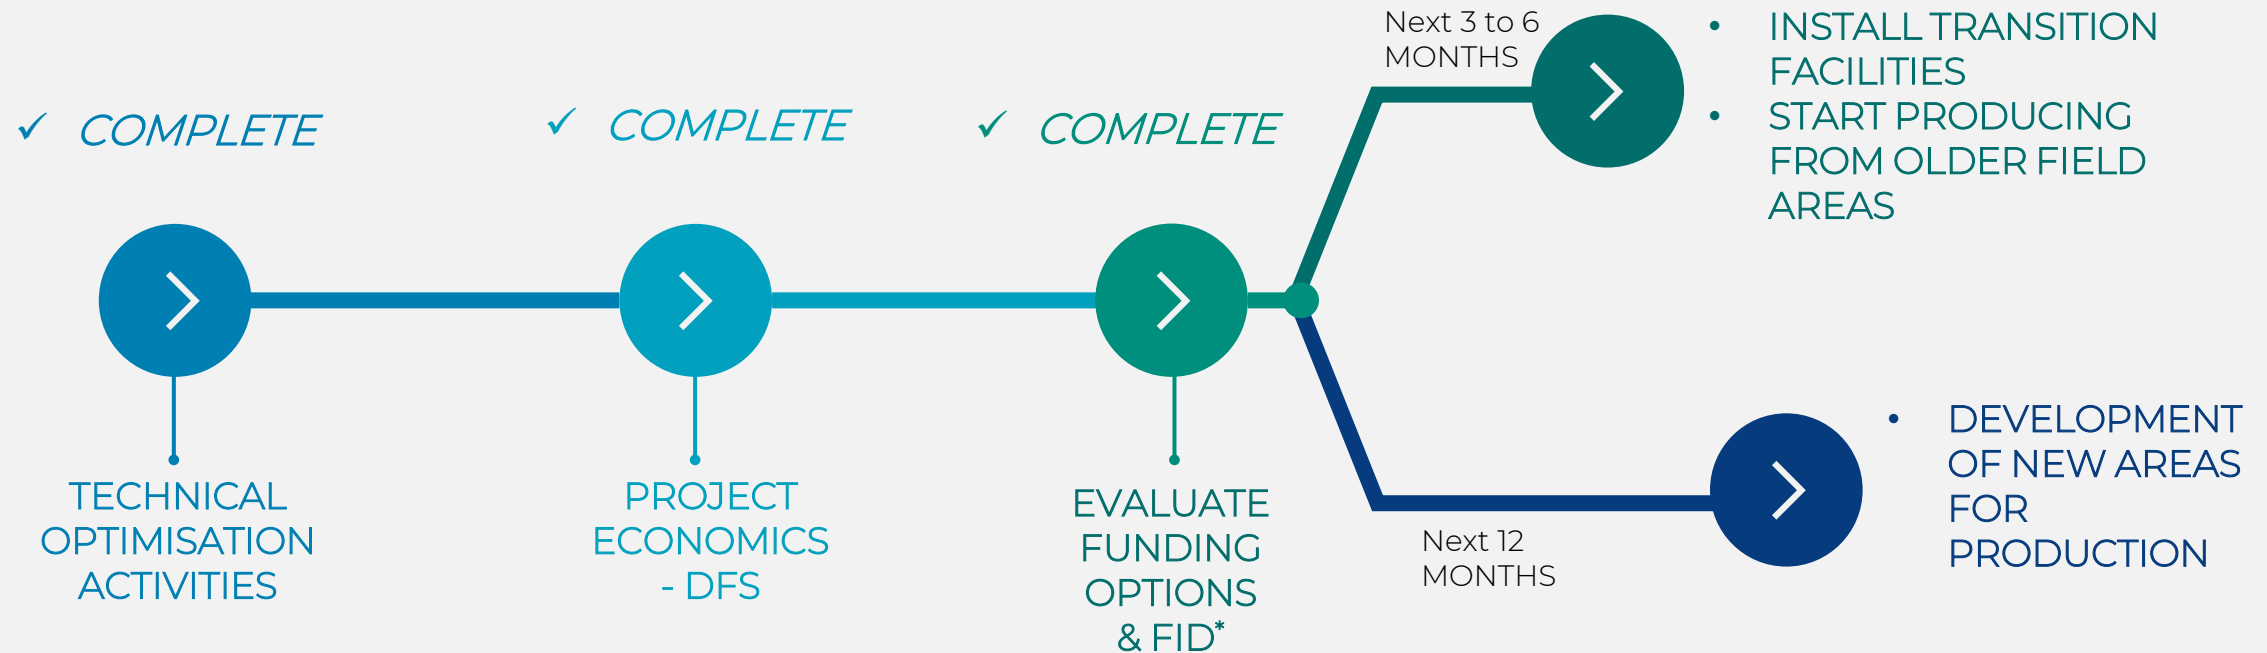 ✓ COMPLETE
✓ COMPLETE
✓ COMPLETE
TECHNICAL
OPTIMISATION
ACTIVITIES
PROJECT
ECONOMICS
- DFS
EVALUATE
FUNDING
OPTIONS
& FID*
Next 3 to 6
MONTHS
• INSTALL TRANSITION
FACILITIES
• START PRODUCING
FROM OLDER FIELD
AREAS
Next 12
MONTHS
• DEVELOPMENT
OF NEW AREAS
FOR
PRODUCTION